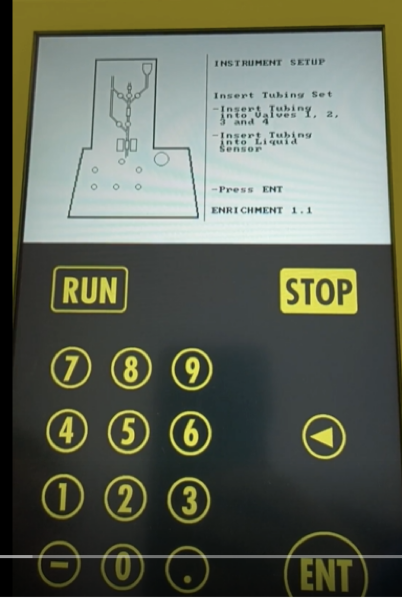 INSTRUMENT SETUP
Insert Tubing Set
-Insert Tubing
into Valves 1, 2,
3 and 4
-Insert Tubing
into Liquid
Sensor
-Press ENT
ENRICHMENT 1.1
RUN STOP
7 8 9
4 5 6
1 2 3
- 0 . ENT